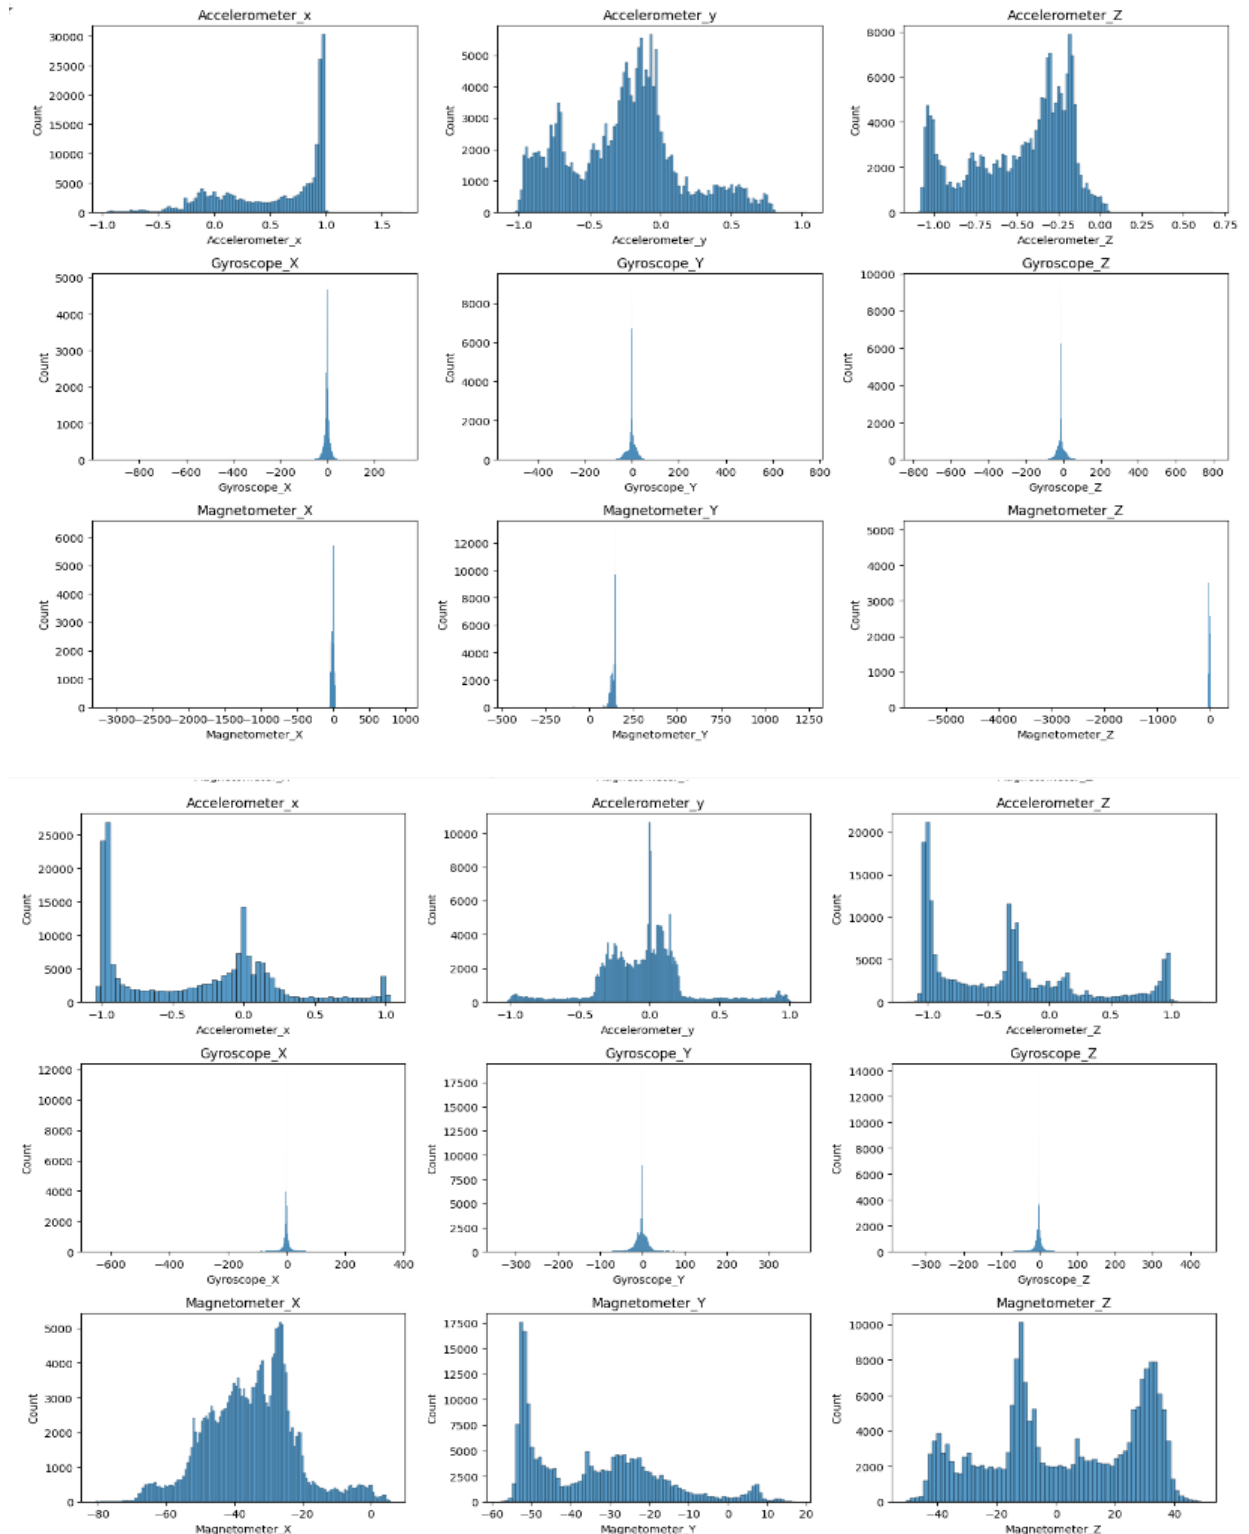 Accelerometer_x Accelerometer_y Accelerometer_Z
30000 25000 20000 15000 10000 5000 0 Count
5000 4000 3000 2000 1000 0 Count
8000 6000 4000 2000 0 Count
−1.0 −0.5 0.0 0.5 1.0 1.5
−1.0 −0.5 0.0 0.5 1.0
−1.00 −0.75 −0.50 −0.25 0.00 0.25 0.50 0.75
Accelerometer_x Accelerometer_y Accelerometer_Z
Gyroscope_X Gyroscope_Y Gyroscope_Z
5000 4000 3000 2000 1000 0 Count
8000 6000 4000 2000 0 Count
10000 8000 6000 4000 2000 0 Count
−800 −600 −400 −200 0 200
−400 −200 0 200 400 600 800
−800 −600 −400 −200 0 200 400 600 800
Gyroscope_X Gyroscope_Y Gyroscope_Z
Magnetometer_X Magnetometer_Y Magnetometer_Z
6000 5000 4000 3000 2000 1000 0 Count
12000 10000 8000 6000 4000 2000 0 Count
5000 4000 3000 2000 1000 0 Count
−3000 −2500 −2000 −1500 −1000 −500 0 500 1000
−500 −250 0 250 500 750 1000 1250
−5000 −4000 −3000 −2000 −1000 0
Magnetometer_X Magnetometer_Y Magnetometer_Z
Accelerometer_x Accelerometer_y Accelerometer_Z
25000 20000 15000 10000 5000 0 Count
10000 8000 6000 4000 2000 0 Count
20000 15000 10000 5000 0 Count
−1.0 −0.5 0.0 0.5 1.0
−1.0 −0.5 0.0 0.5 1.0
−1.0 −0.5 0.0 0.5 1.0
Accelerometer_x Accelerometer_y Accelerometer_Z
Gyroscope_X Gyroscope_Y Gyroscope_Z
12000 10000 8000 6000 4000 2000 0 Count
17500 15000 12500 10000 7500 5000 2500 0 Count
14000 12000 10000 8000 6000 4000 2000 0 Count
−600 −400 −200 0 200 400
−300 −200 −100 0 100 200 300
−300 −200 −100 0 100 200 300 400
Gyroscope_X Gyroscope_Y Gyroscope_Z
Magnetometer_X Magnetometer_Y Magnetometer_Z
5000 4000 3000 2000 1000 0 Count
17500 15000 12500 10000 7500 5000 2500 0 Count
10000 8000 6000 4000 2000 0 Count
−80 −60 −40 −20 0
−60 −50 −40 −30 −20 −10 0 10 20
−40 −20 0 20 40
Magnetometer_X Magnetometer_Y Magnetometer_Z